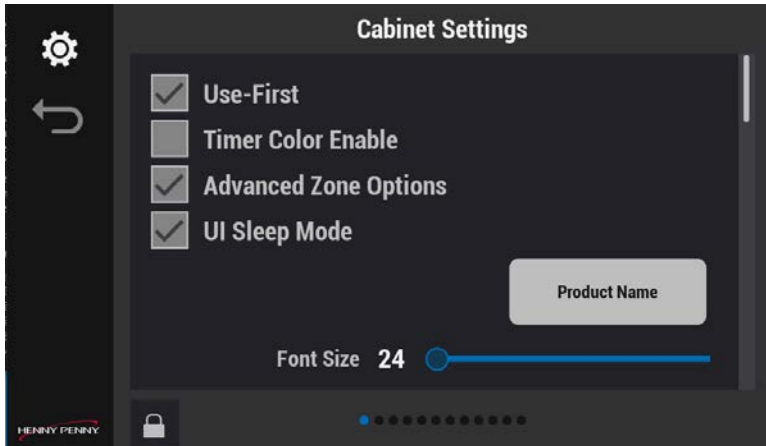 Cabinet Settings
Use-First
Timer Color Enable
Advanced Zone Options
UI Sleep Mode
Product Name
Font Size 24
HENNY PENNY